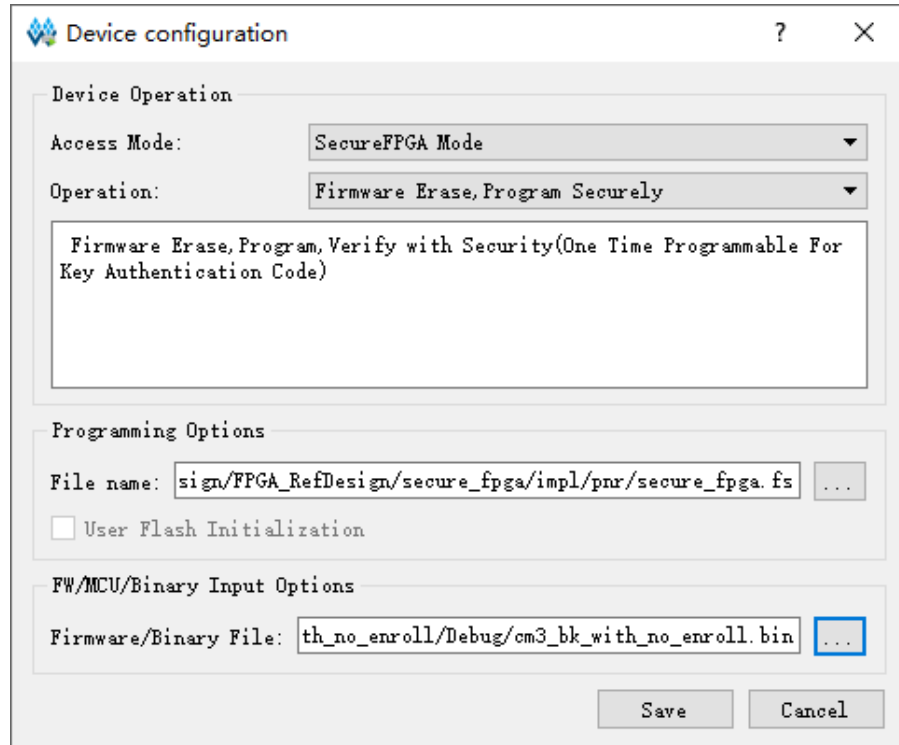 Device configuration
?
Device Operation
Access Mode:
SecureFPGA Mode
Operation:
Firmware Erase,Program Securely
Firmware Erase,Program,Verify with Security(One Time Programmable For
Key Authentication Code)
Programming Options
File name:
sign/FPGA_RefDesign/secure_fpga/impl/pnr/secure_fpga.fs
...
User Flash Initialization
FW/MCU/Binary Input Options
Firmware/Binary File:
th_no_enroll/Debug/cm3_bk_with_no_enroll.bin
...
Save
Cancel